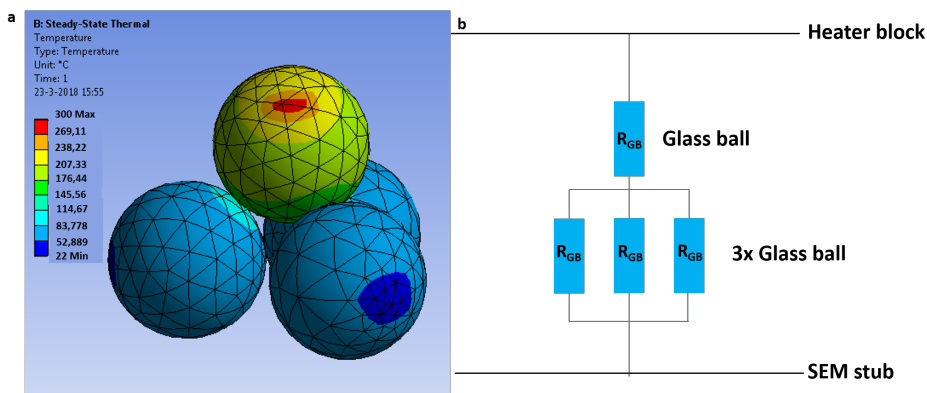 a
B: Steady-State Thermal
Temperature
Type: Temperature
Unit: °C
Time: 1
23-3-2018 15:55
300 Max
269,11
238,22
207,33
176,44
145,56
114,67
83,778
52,889
22 Min
b
Heater block
RGB
Glass ball
RGB RGB RGB
3x Glass ball
SEM stub